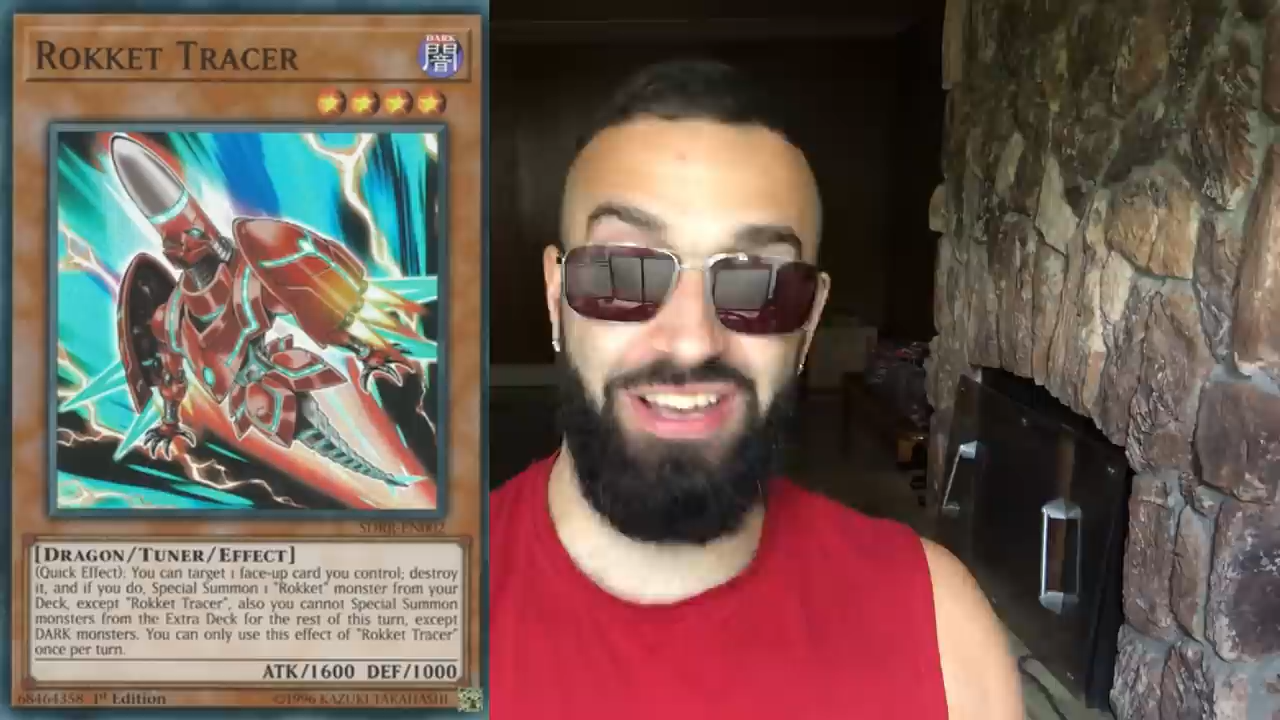 ROKKET TRACER
DARK
闇
SDRR-EN002
[DRAGON/TUNER/EFFECT]
(Quick Effect): You can target 1 face-up card you control; destroy
it, and if you do, Special Summon 1 "Rokket" monster from your
Deck, except "Rokket Tracer", also you cannot Special Summon
monsters from the Extra Deck for the rest of this turn, except
DARK monsters. You can only use this effect of "Rokket Tracer"
once per turn.
ATK/1600 DEF/1000
68464358 1st Edition ©1996 KAZUKI TAKAHASHI